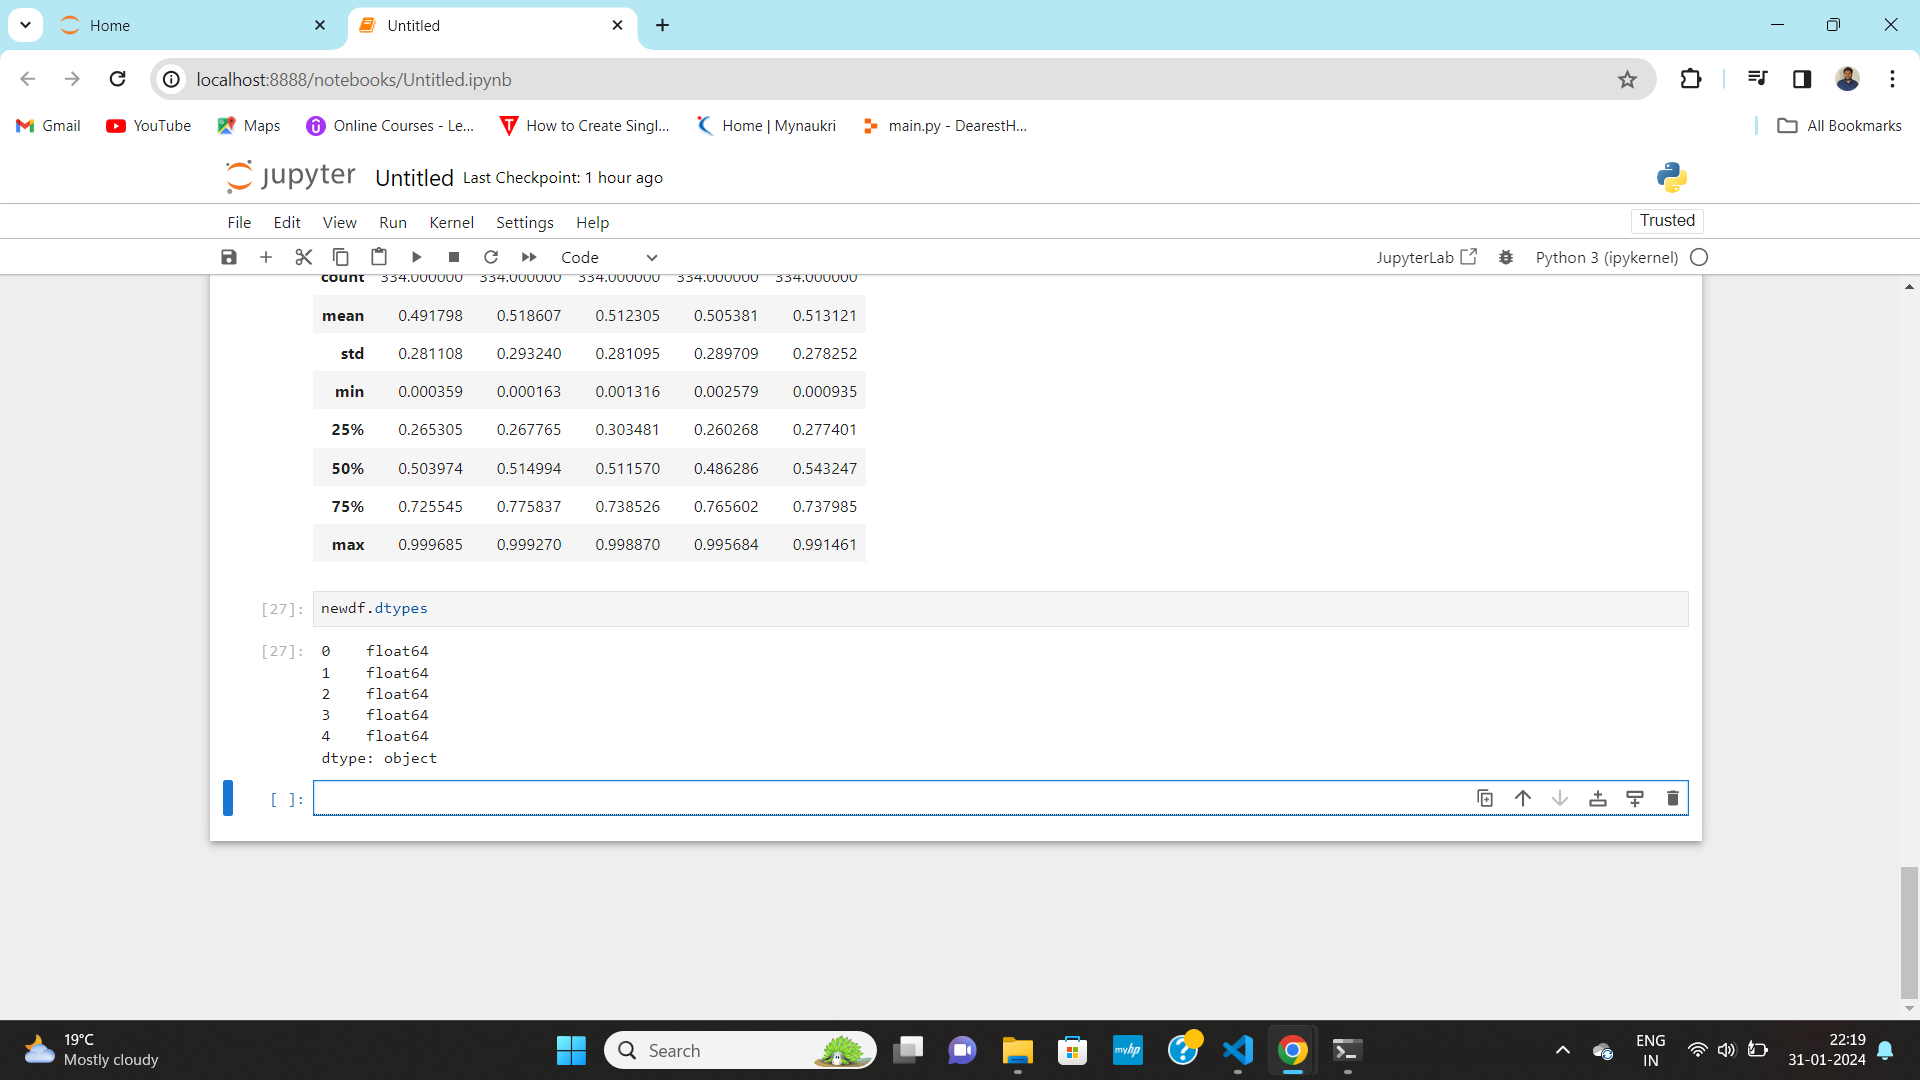 Home
Untitled
localhost:8888/notebooks/Untitled.ipynb
Gmail YouTube Maps Online Courses - Le... How to Create Singl... Home | Mynaukri main.py - DearestH... All Bookmarks
jupyter Untitled Last Checkpoint: 1 hour ago
File Edit View Run Kernel Settings Help Trusted
Code JupyterLab Python 3 (ipykernel)
count 334.000000 334.000000 334.000000 334.000000 334.000000
mean 0.491798 0.518607 0.512305 0.505381 0.513121
std 0.281108 0.293240 0.281095 0.289709 0.278252
min 0.000359 0.000163 0.001316 0.002579 0.000935
25% 0.265305 0.267765 0.303481 0.260268 0.277401
50% 0.503974 0.514994 0.511570 0.486286 0.543247
75% 0.725545 0.775837 0.738526 0.765602 0.737985
max 0.999685 0.999270 0.998870 0.995684 0.991461
[27]: newdf.dtypes
[27]: 0 float64
1 float64
2 float64
3 float64
4 float64
dtype: object
[ ]:
19°C
Mostly cloudy
Search
myhp
ENG
IN
22:19
31-01-2024